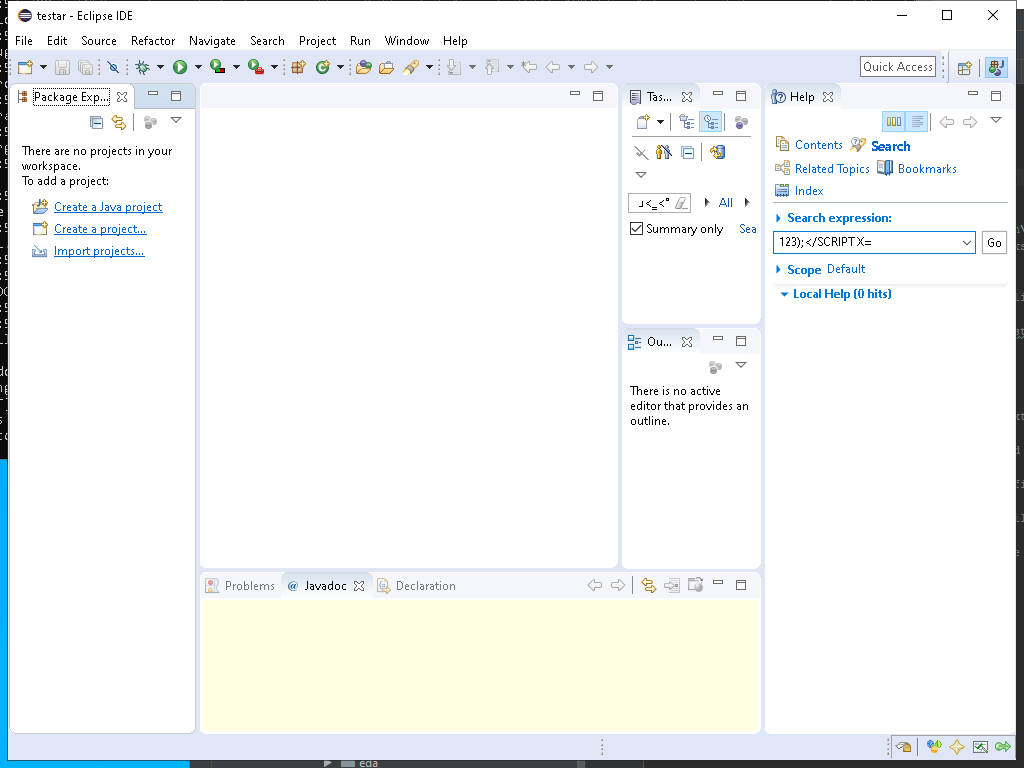 testar - Eclipse IDE
File Edit Source Refactor Navigate Search Project Run Window Help
Quick Access
Package Exp...
There are no projects in your
workspace.
To add a project:
Create a Java project
Create a project...
Import projects...
Tas...
All
Summary only Sea
Ou...
There is no active
editor that provides an
outline.
Help
Contents Search
Related Topics Bookmarks
Index
Search expression:
123);</SCRIPTX= Go
Scope Default
Local Help (0 hits)
Problems @ Javadoc Declaration
eda